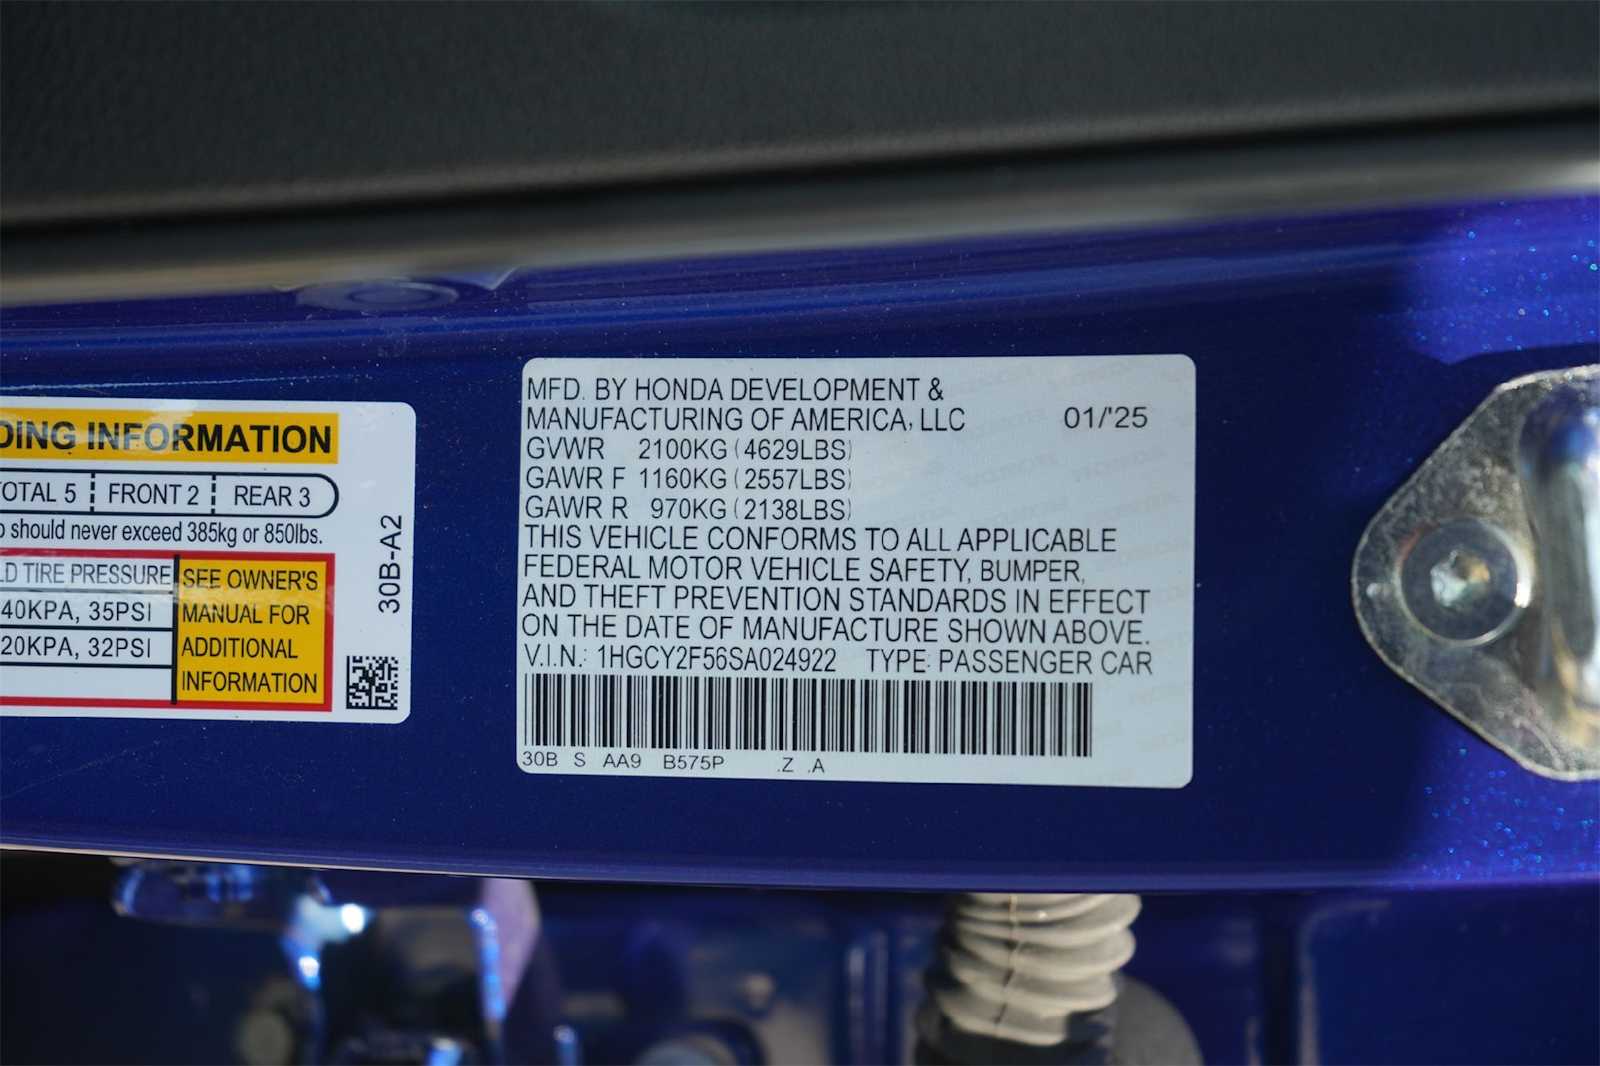 DING INFORMATION
TOTAL 5 FRONT 2 REAR 3
should never exceed 385kg or 850lbs.
TIRE PRESSURE
40KPA, 35PSI
20KPA, 32PSI
SEE OWNER'S
MANUAL FOR
ADDITIONAL
INFORMATION
30B-A2
MFD. BY HONDA DEVELOPMENT &
MANUFACTURING OF AMERICA, LLC 01/'25
GVWR 2100KG (4629LBS)
GAWR F 1160KG (2557LBS)
GAWR R 970KG (2138LBS)
THIS VEHICLE CONFORMS TO ALL APPLICABLE
FEDERAL MOTOR VEHICLE SAFETY, BUMPER,
AND THEFT PREVENTION STANDARDS IN EFFECT
ON THE DATE OF MANUFACTURE SHOWN ABOVE.
V.I.N.: 1HGCY2F56SA024922 TYPE: PASSENGER CAR
30B S AA9 B575P .Z .A